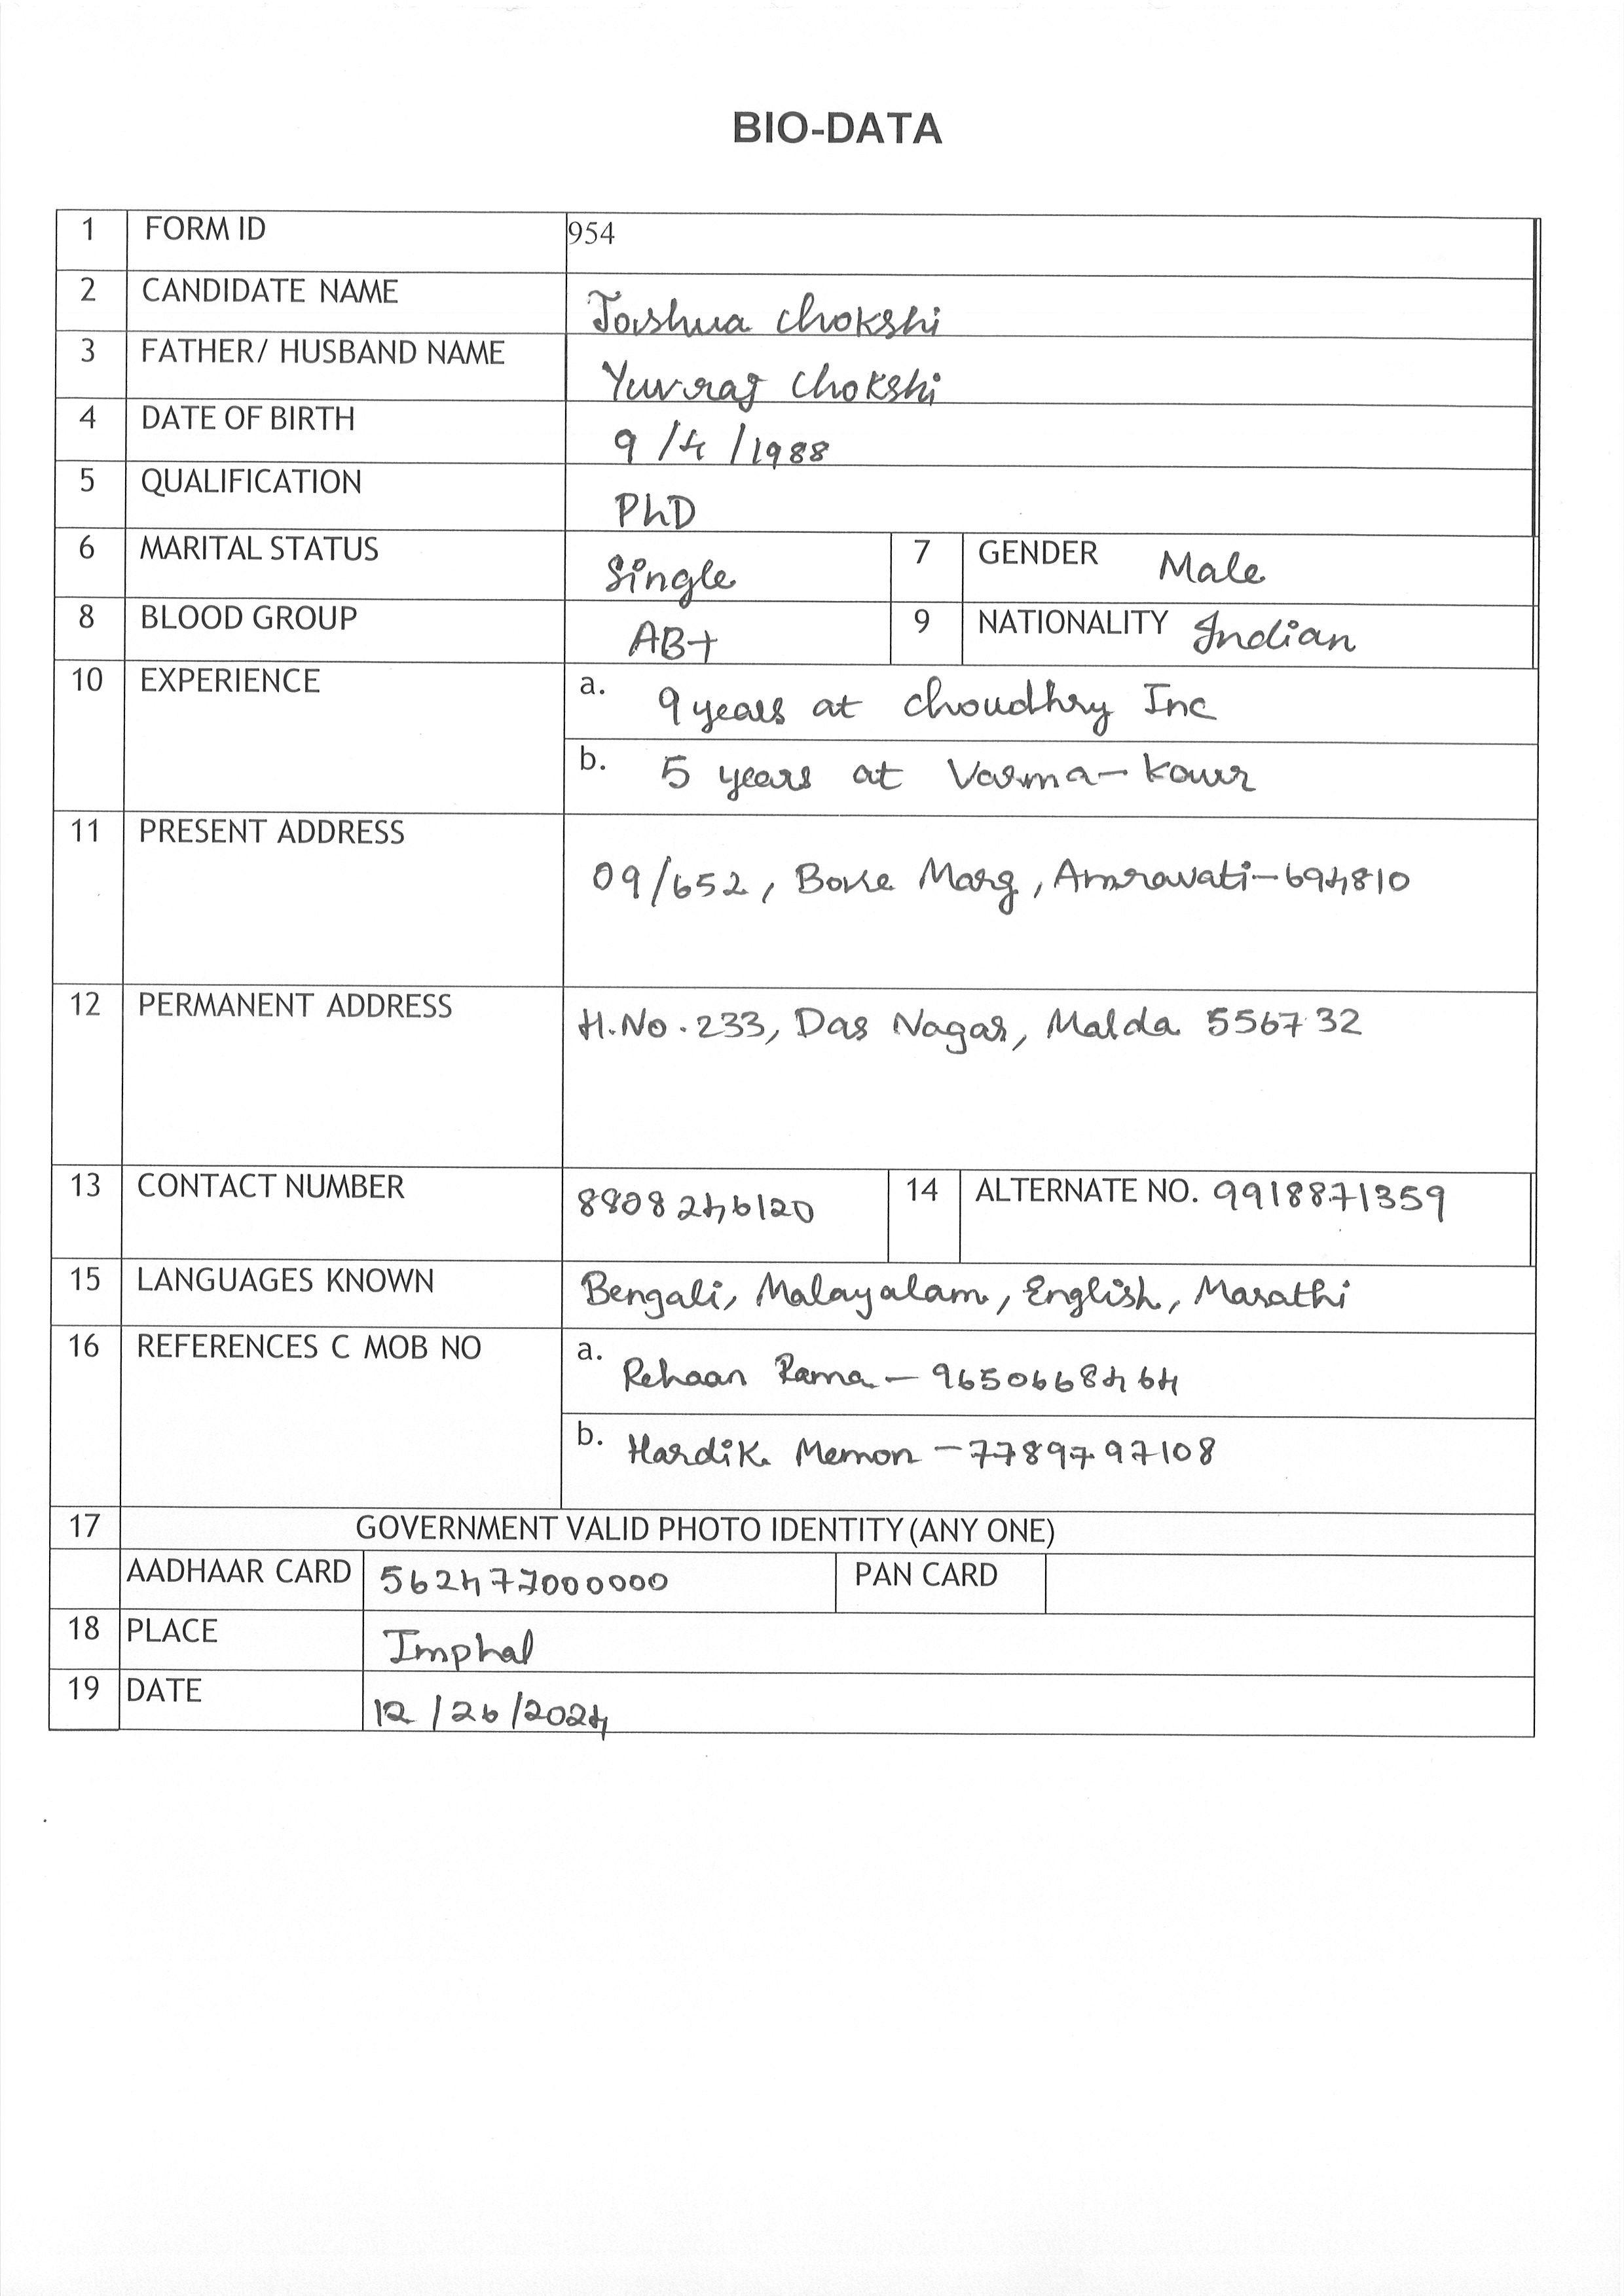 BIO-DATA
1 FORM ID 954
2 CANDIDATE NAME Joshua Chokshi
3 FATHER/ HUSBAND NAME Yuvraj Chokshi
4 DATE OF BIRTH 9/4/1988
5 QUALIFICATION PhD
6 MARITAL STATUS Single 7 GENDER Male
8 BLOOD GROUP AB+ 9 NATIONALITY Indian
10 EXPERIENCE a. 9 years at Choudhry Inc
b. 5 years at Varma-Kaur
11 PRESENT ADDRESS 09/652, Bose Marg, Amravati-694810
12 PERMANENT ADDRESS H.No.233, Das Nagar, Malda 556732
13 CONTACT NUMBER 8808246120 14 ALTERNATE NO. 9918871359
15 LANGUAGES KNOWN Bengali, Malayalam, English, Marathi
16 REFERENCES C MOB NO a. Rehaan Rama - 9650668464
b. Hardik Memon - 7789797108
17 GOVERNMENT VALID PHOTO IDENTITY (ANY ONE)
AADHAAR CARD 562477000000 PAN CARD
18 PLACE Imphal
19 DATE 12/26/2024